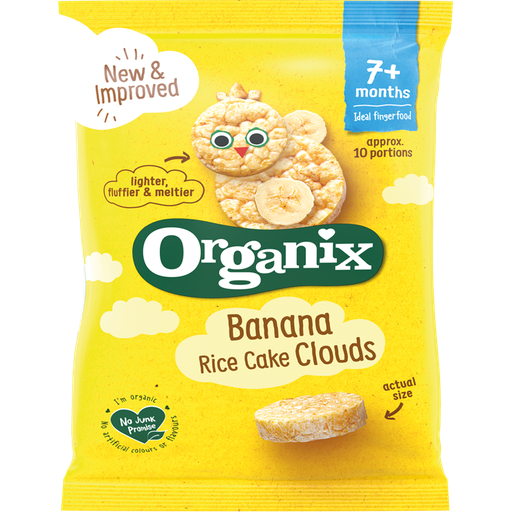 New &
Improved
7+
months
Ideal fingerfood
approx.
10 portions
lighter,
fluffier & meltier
Organix
Banana
Rice Cake Clouds
actual
size
I'm organic
No Junk
Promise
No artificial colours or flavours